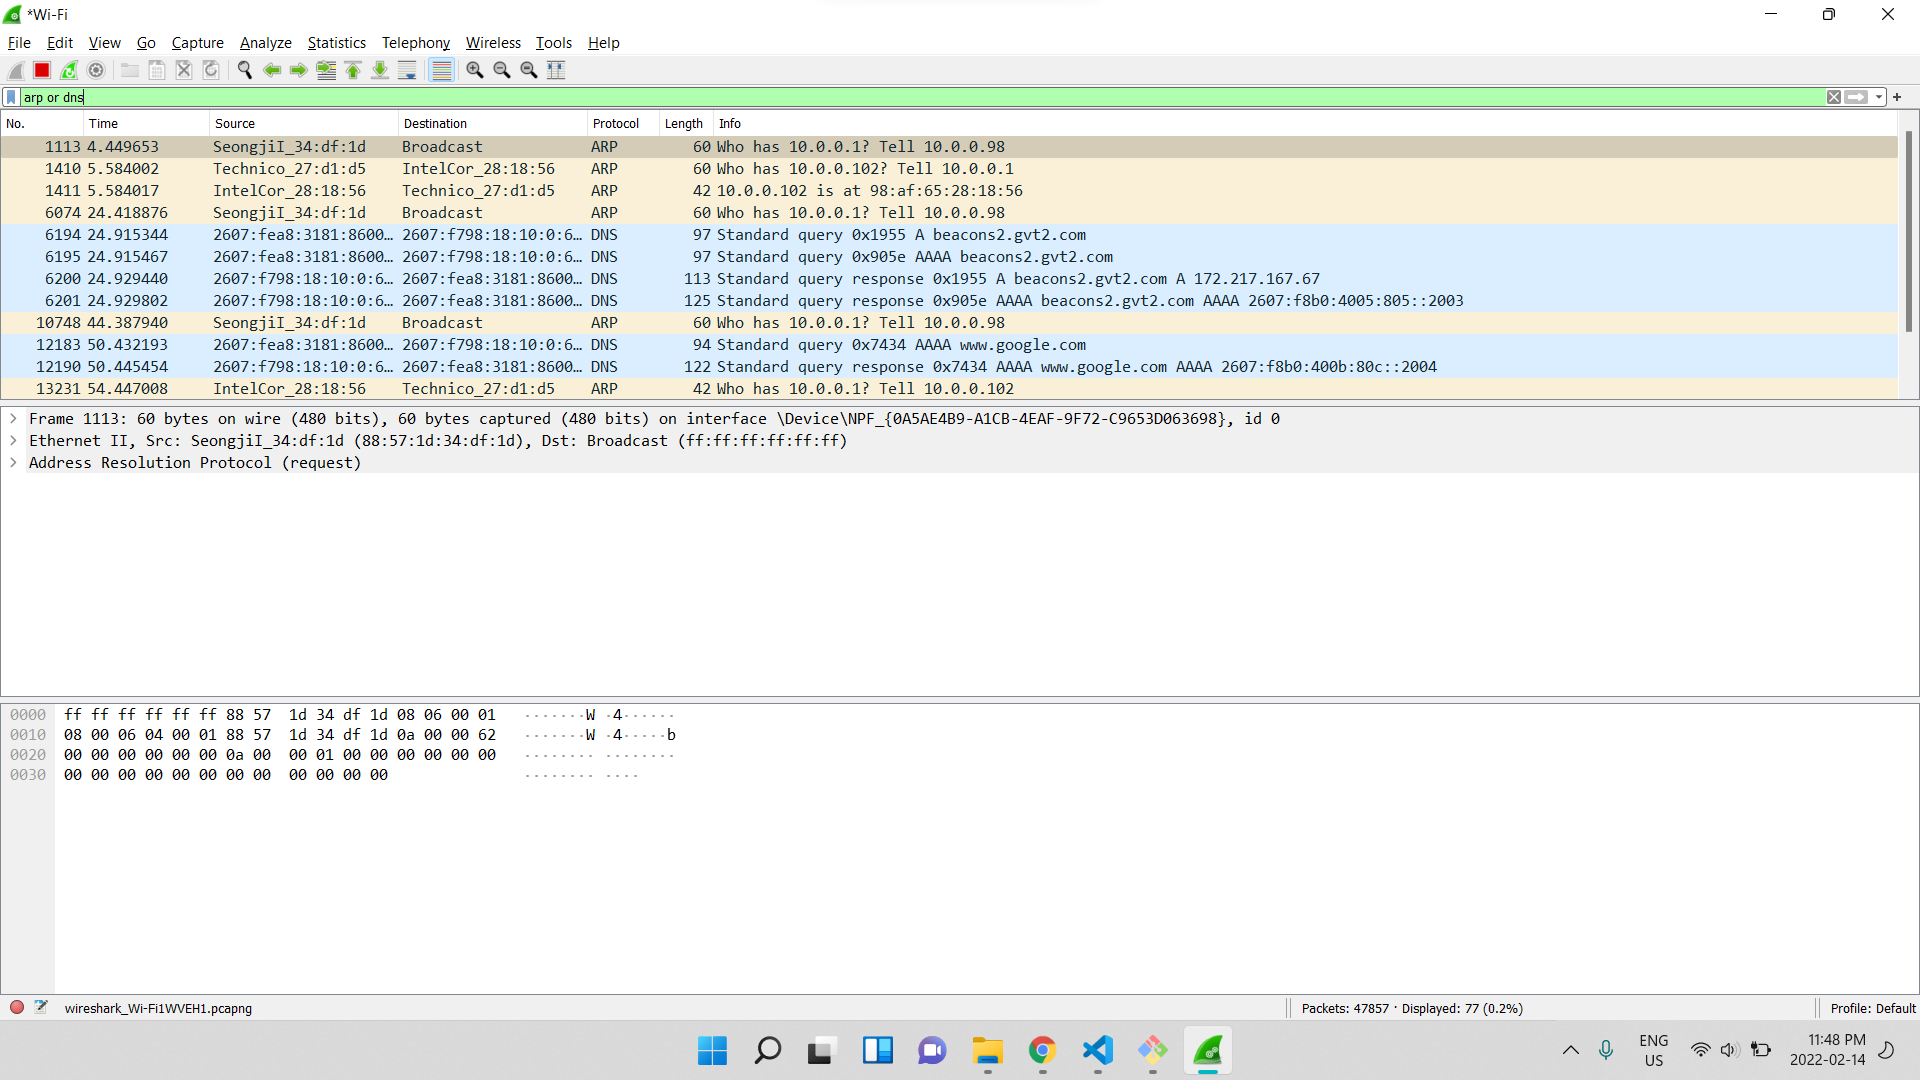 *Wi-Fi
File Edit View Go Capture Analyze Statistics Telephony Wireless Tools Help
arp or dns
No. Time Source Destination Protocol Length Info
1113 4.449653 SeongjiI_34:df:1d Broadcast ARP 60 Who has 10.0.0.1? Tell 10.0.0.98
1410 5.584002 Technico_27:d1:d5 IntelCor_28:18:56 ARP 60 Who has 10.0.0.102? Tell 10.0.0.1
1411 5.584017 IntelCor_28:18:56 Technico_27:d1:d5 ARP 42 10.0.0.102 is at 98:af:65:28:18:56
6074 24.418876 SeongjiI_34:df:1d Broadcast ARP 60 Who has 10.0.0.1? Tell 10.0.0.98
6194 24.915344 2607:fea8:3181:8600… 2607:f798:18:10:0:6… DNS 97 Standard query 0x1955 A beacons2.gvt2.com
6195 24.915467 2607:fea8:3181:8600… 2607:f798:18:10:0:6… DNS 97 Standard query 0x905e AAAA beacons2.gvt2.com
6200 24.929440 2607:f798:18:10:0:6… 2607:fea8:3181:8600… DNS 113 Standard query response 0x1955 A beacons2.gvt2.com A 172.217.167.67
6201 24.929802 2607:f798:18:10:0:6… 2607:fea8:3181:8600… DNS 125 Standard query response 0x905e AAAA beacons2.gvt2.com AAAA 2607:f8b0:4005:805::2003
10748 44.387940 SeongjiI_34:df:1d Broadcast ARP 60 Who has 10.0.0.1? Tell 10.0.0.98
12183 50.432193 2607:fea8:3181:8600… 2607:f798:18:10:0:6… DNS 94 Standard query 0x7434 AAAA www.google.com
12190 50.445454 2607:f798:18:10:0:6… 2607:fea8:3181:8600… DNS 122 Standard query response 0x7434 AAAA www.google.com AAAA 2607:f8b0:400b:80c::2004
13231 54.447008 IntelCor_28:18:56 Technico_27:d1:d5 ARP 42 Who has 10.0.0.1? Tell 10.0.0.102
Frame 1113: 60 bytes on wire (480 bits), 60 bytes captured (480 bits) on interface \Device\NPF_{0A5AE4B9-A1CB-4EAF-9F72-C9653D063698}, id 0
Ethernet II, Src: SeongjiI_34:df:1d (88:57:1d:34:df:1d), Dst: Broadcast (ff:ff:ff:ff:ff:ff)
Address Resolution Protocol (request)
0000 ff ff ff ff ff ff 88 57 1d 34 df 1d 08 06 00 01 ·······W ·4······
0010 08 00 06 04 00 01 88 57 1d 34 df 1d 0a 00 00 62 ·······W ·4·····b
0020 00 00 00 00 00 00 0a 00 00 01 00 00 00 00 00 00 ········ ········
0030 00 00 00 00 00 00 00 00 00 00 00 00 ········ ····
wireshark_Wi-Fi1WVEH1.pcapng Packets: 47857 · Displayed: 77 (0.2%) Profile: Default
ENG US
11:48 PM
2022-02-14